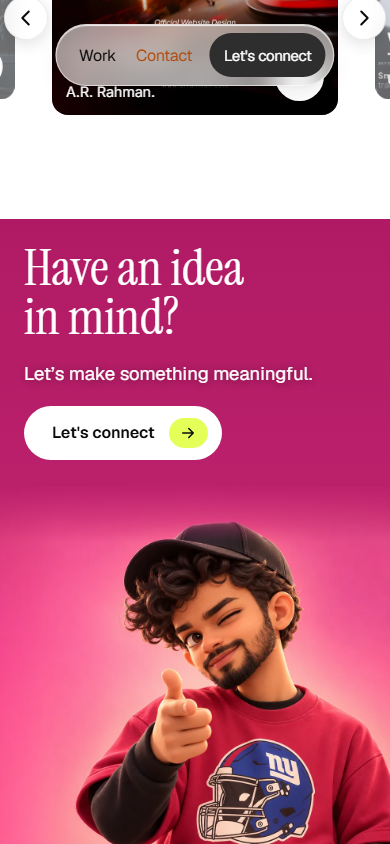 Official Website Design
Work
Contact
Let's connect
A.R. Rahman.
Have an idea
in mind?
Let's make something meaningful.
Let's connect
ny